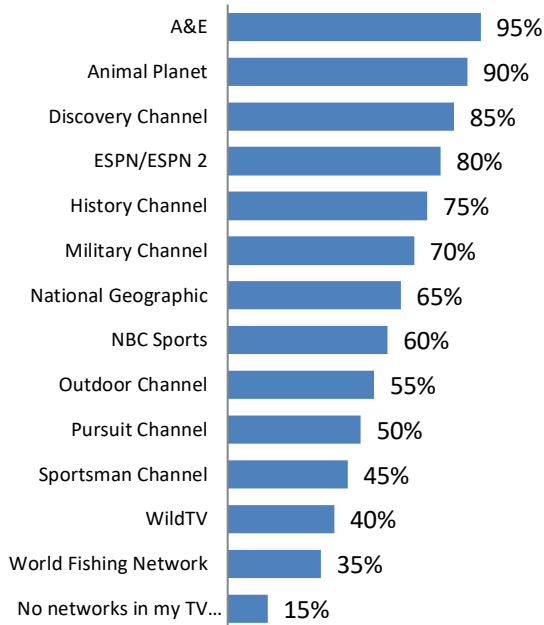 A&E 95%
Animal Planet 90%
Discovery Channel 85%
ESPN/ESPN 2 80%
History Channel 75%
Military Channel 70%
National Geographic 65%
NBC Sports 60%
Outdoor Channel 55%
Pursuit Channel 50%
Sportsman Channel 45%
WildTV 40%
World Fishing Network 35%
No networks in my TV... 15%